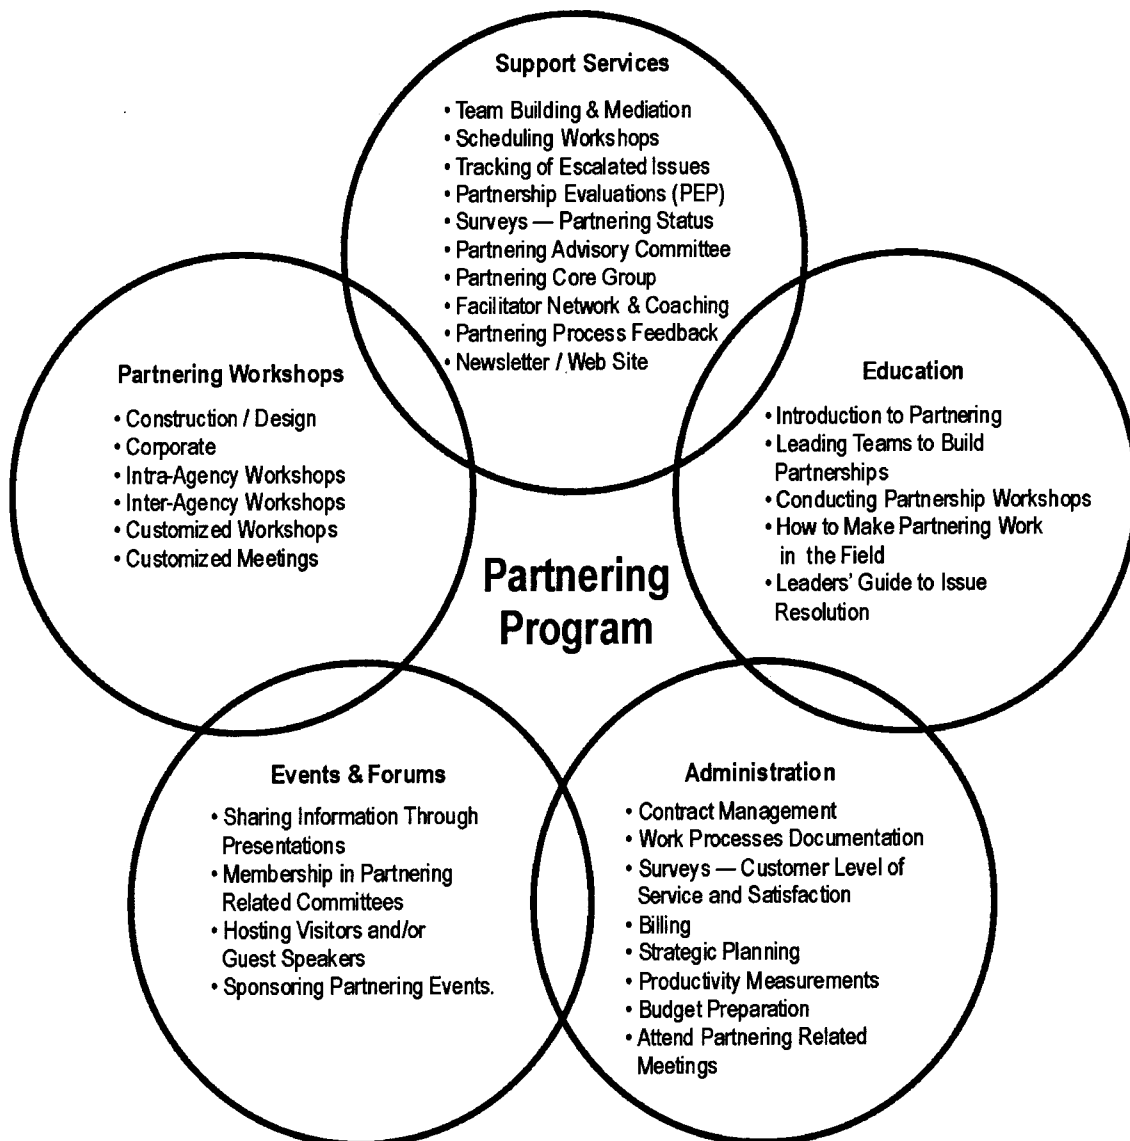 Support Services
• Team Building & Mediation
• Scheduling Workshops
• Tracking of Escalated Issues
• Partnership Evaluations (PEP)
• Surveys — Partnering Status
• Partnering Advisory Committee
• Partnering Core Group
• Facilitator Network & Coaching
• Partnering Process Feedback
• Newsletter / Web Site
Partnering Workshops
• Construction / Design
• Corporate
• Intra-Agency Workshops
• Inter-Agency Workshops
• Customized Workshops
• Customized Meetings
Education
• Introduction to Partnering
• Leading Teams to Build
Partnerships
• Conducting Partnership Workshops
• How to Make Partnering Work
in the Field
• Leaders' Guide to Issue
Resolution
Partnering
Program
Events & Forums
• Sharing Information Through
Presentations
• Membership in Partnering
Related Committees
• Hosting Visitors and/or
Guest Speakers
• Sponsoring Partnering Events.
Administration
• Contract Management
• Work Processes Documentation
• Surveys — Customer Level of
Service and Satisfaction
• Billing
• Strategic Planning
• Productivity Measurements
• Budget Preparation
• Attend Partnering Related
Meetings